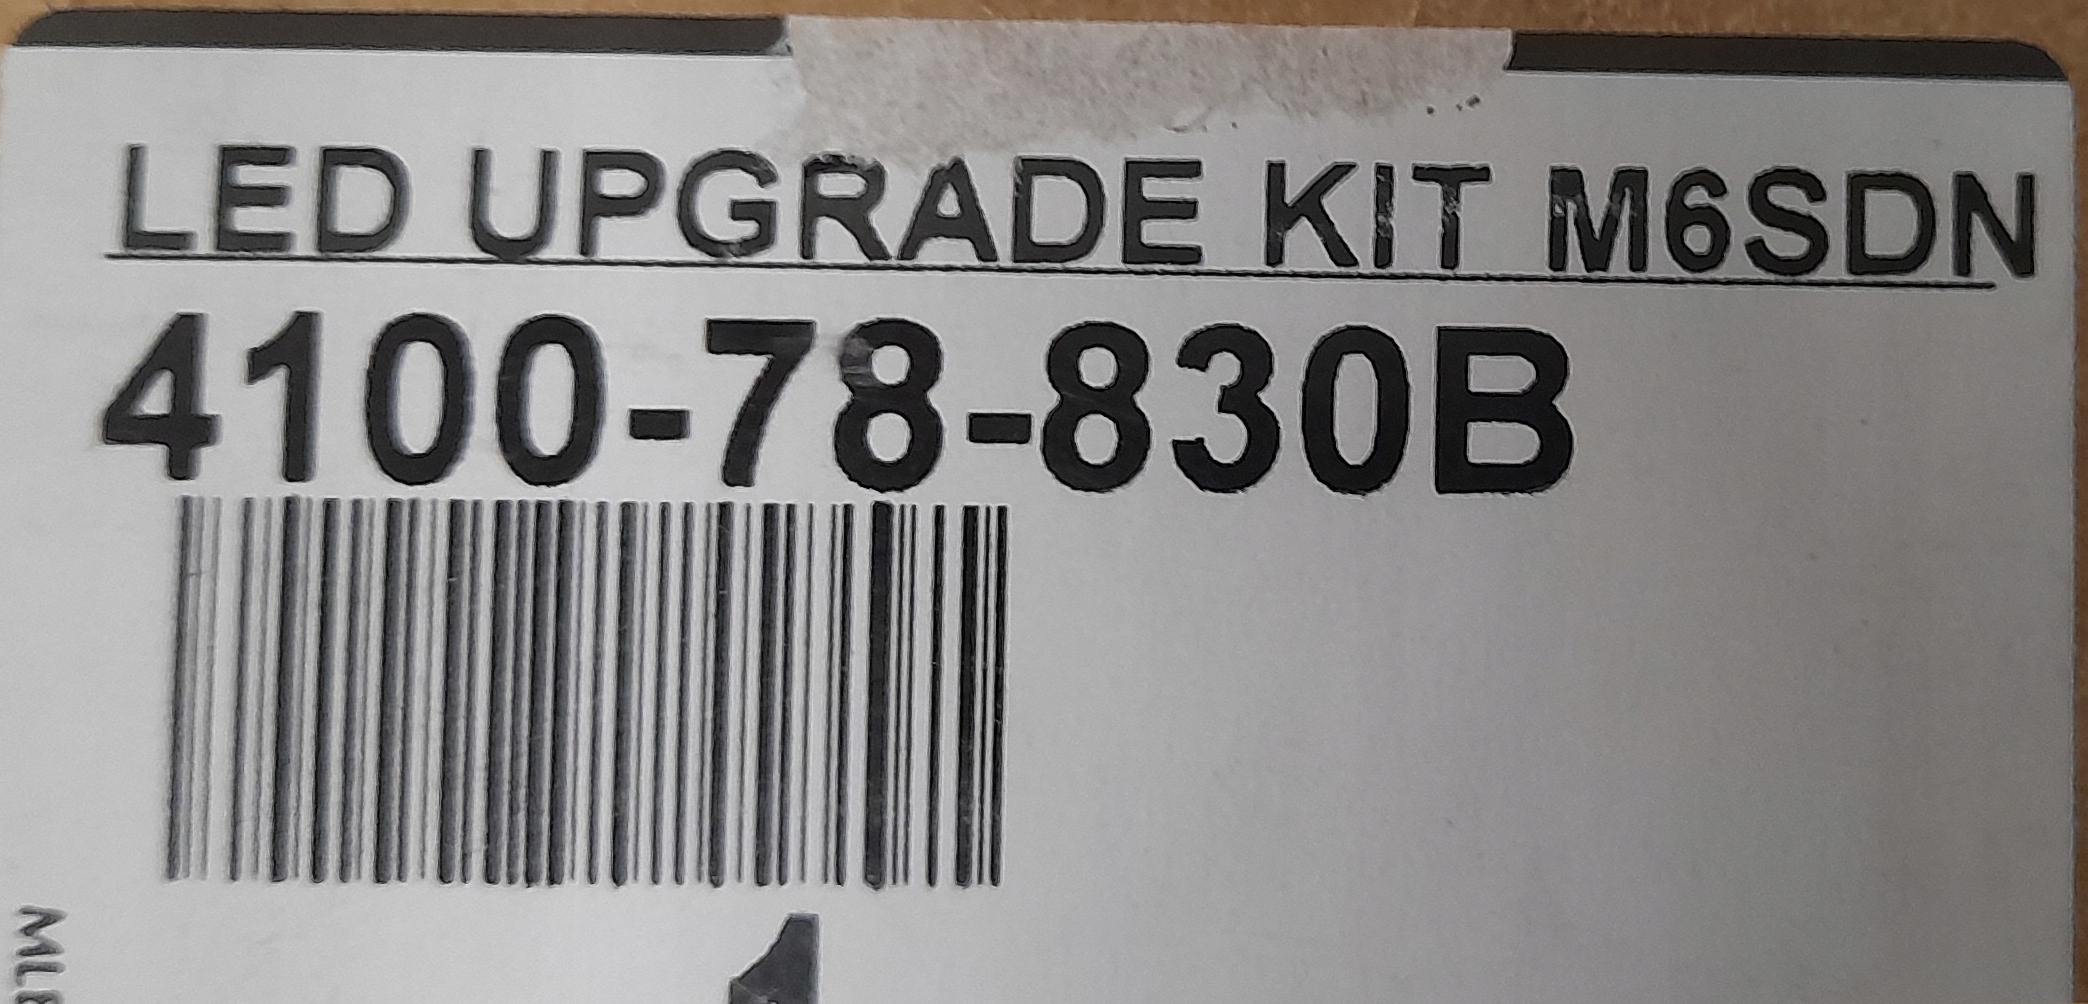 LED UPGRADE KIT M6SDN
4100-78-830B
1